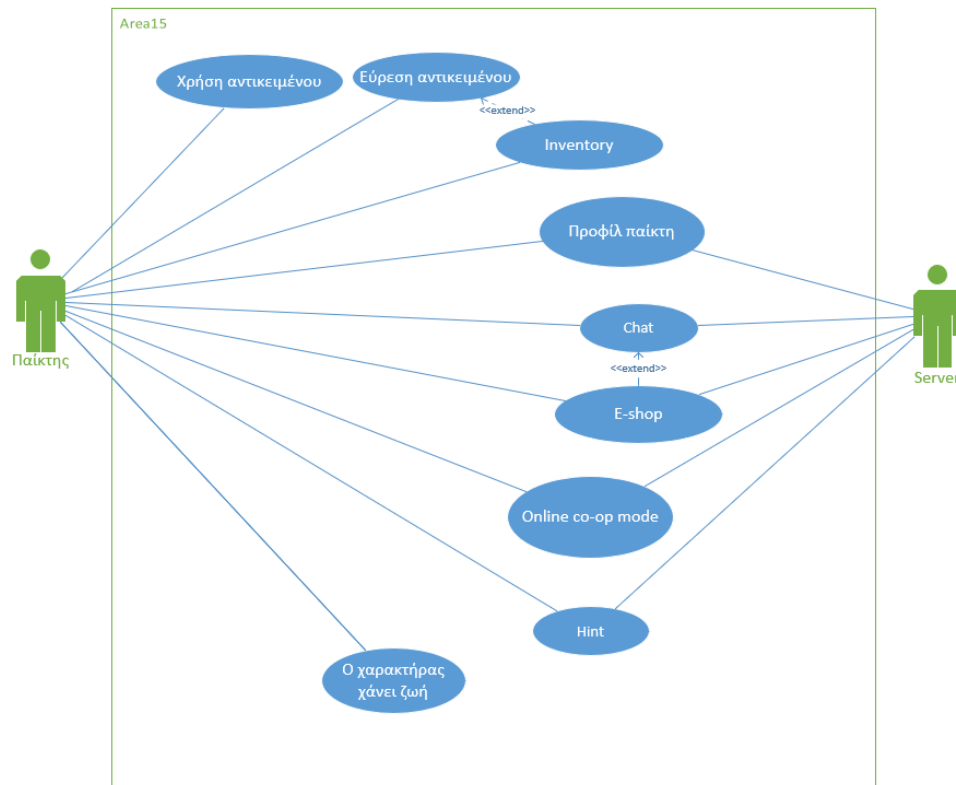 Area15
Χρήση αντικειμένου
Εύρεση αντικειμένου
<<extend>>
Inventory
Προφίλ παίκτη
Chat
<<extend>>
E-shop
Παίκτης
Server
Online co-op mode
Hint
Ο χαρακτήρας
χάνει ζωή